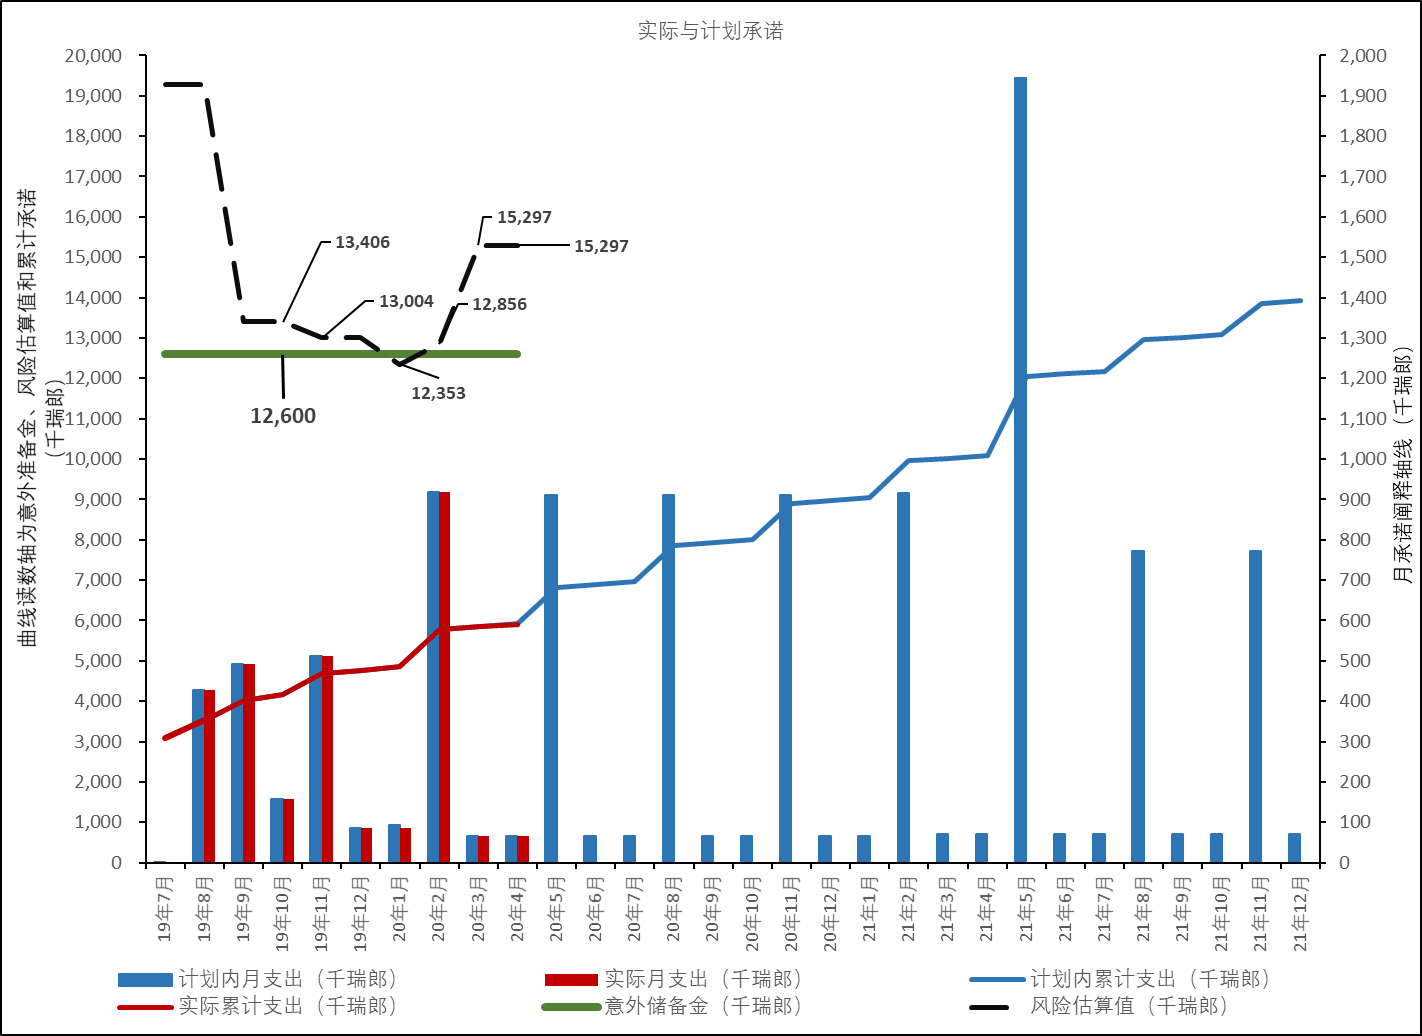 实际与计划承诺
曲线读数轴为意外准备金、风险估算值和累计承诺
（千瑞郎）
20,000
19,000
18,000
17,000
16,000
15,000
14,000
13,000
12,000
11,000
10,000
9,000
8,000
7,000
6,000
5,000
4,000
3,000
2,000
1,000
0
13,406
13,004
12,600
12,353
12,856
15,297
15,297
2,000
1,900
1,800
1,700
1,600
1,500
1,400
1,300
1,200
1,100
1,000
900
800
700
600
500
400
300
200
100
0
月承诺阐释轴线（千瑞郎）
19年7月
19年8月
19年9月
19年10月
19年11月
19年12月
20年1月
20年2月
20年3月
20年4月
20年5月
20年6月
20年7月
20年8月
20年9月
20年10月
20年11月
20年12月
21年1月
21年2月
21年3月
21年4月
21年5月
21年6月
21年7月
21年8月
21年9月
21年10月
21年11月
21年12月
计划内月支出（千瑞郎）
实际月支出（千瑞郎）
计划内累计支出（千瑞郎）
实际累计支出（千瑞郎）
意外储备金（千瑞郎）
风险估算值（千瑞郎）